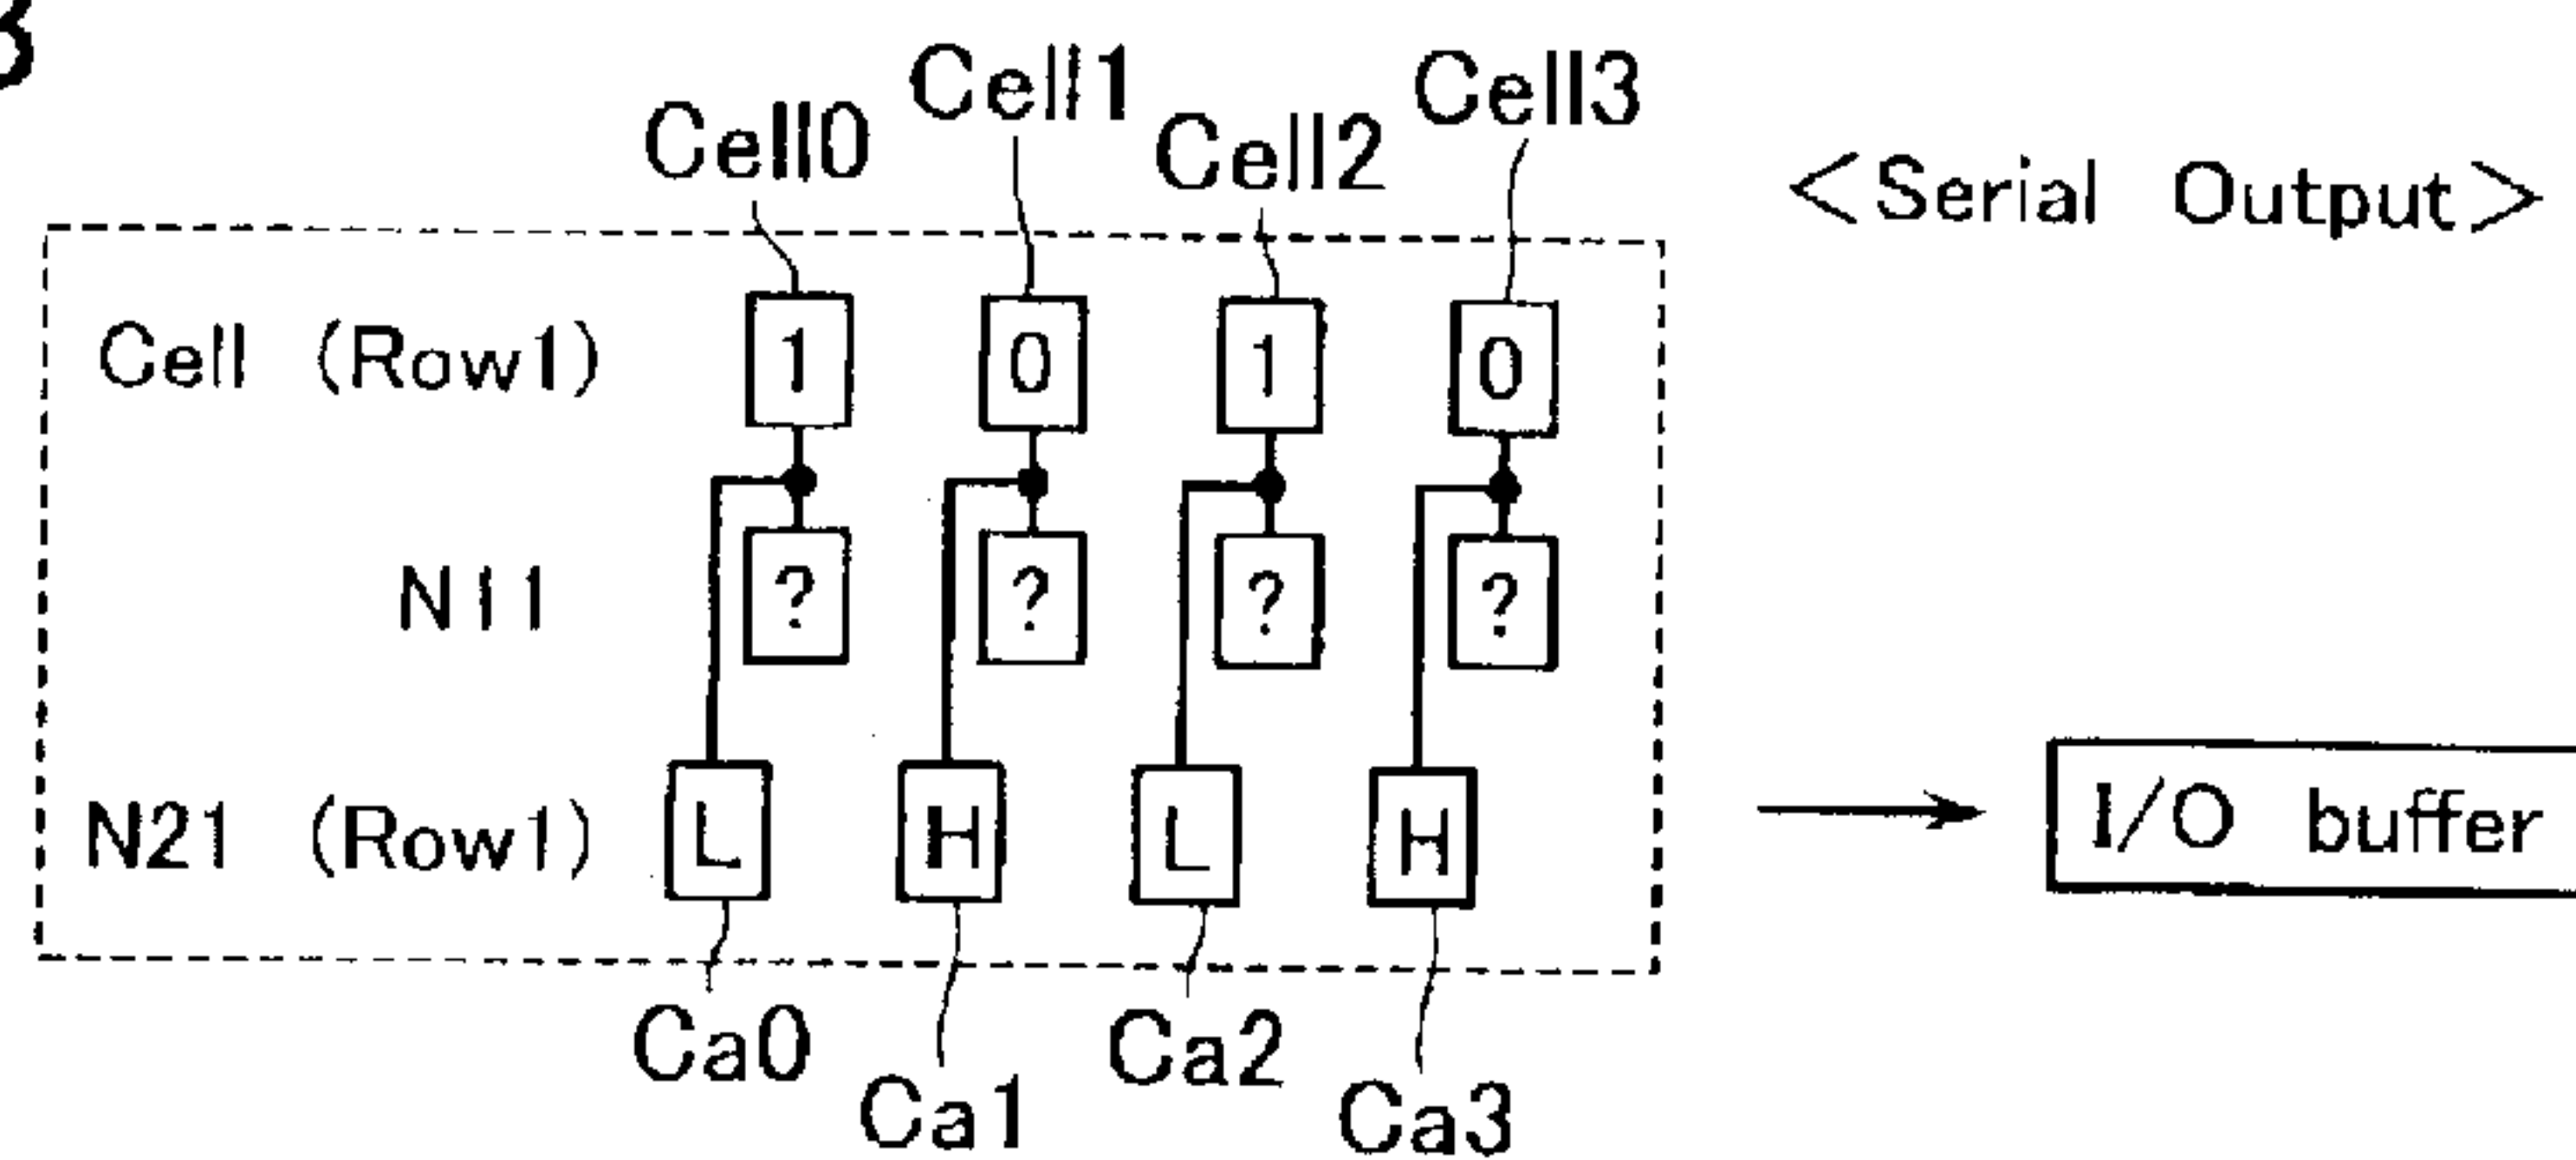 Cell0 Cell1 Cell2 Cell3
<Serial Output>
Cell (Row1) 1 0 1 0
N11 ? ? ? ?
N21 (Row1) L H L H
I/O buffer
Ca0 Ca1 Ca2 Ca3